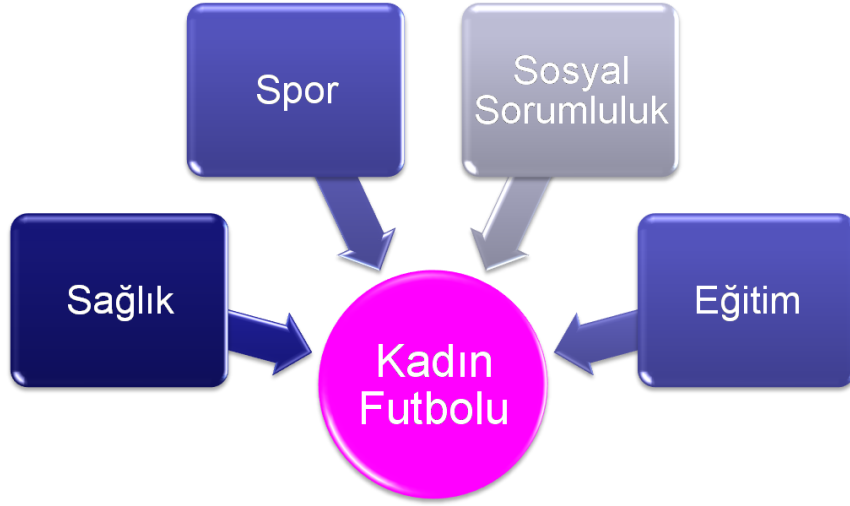 Spor
Sosyal
Sorumluluk
Sağlık
Eğitim
Kadın
Futbolu